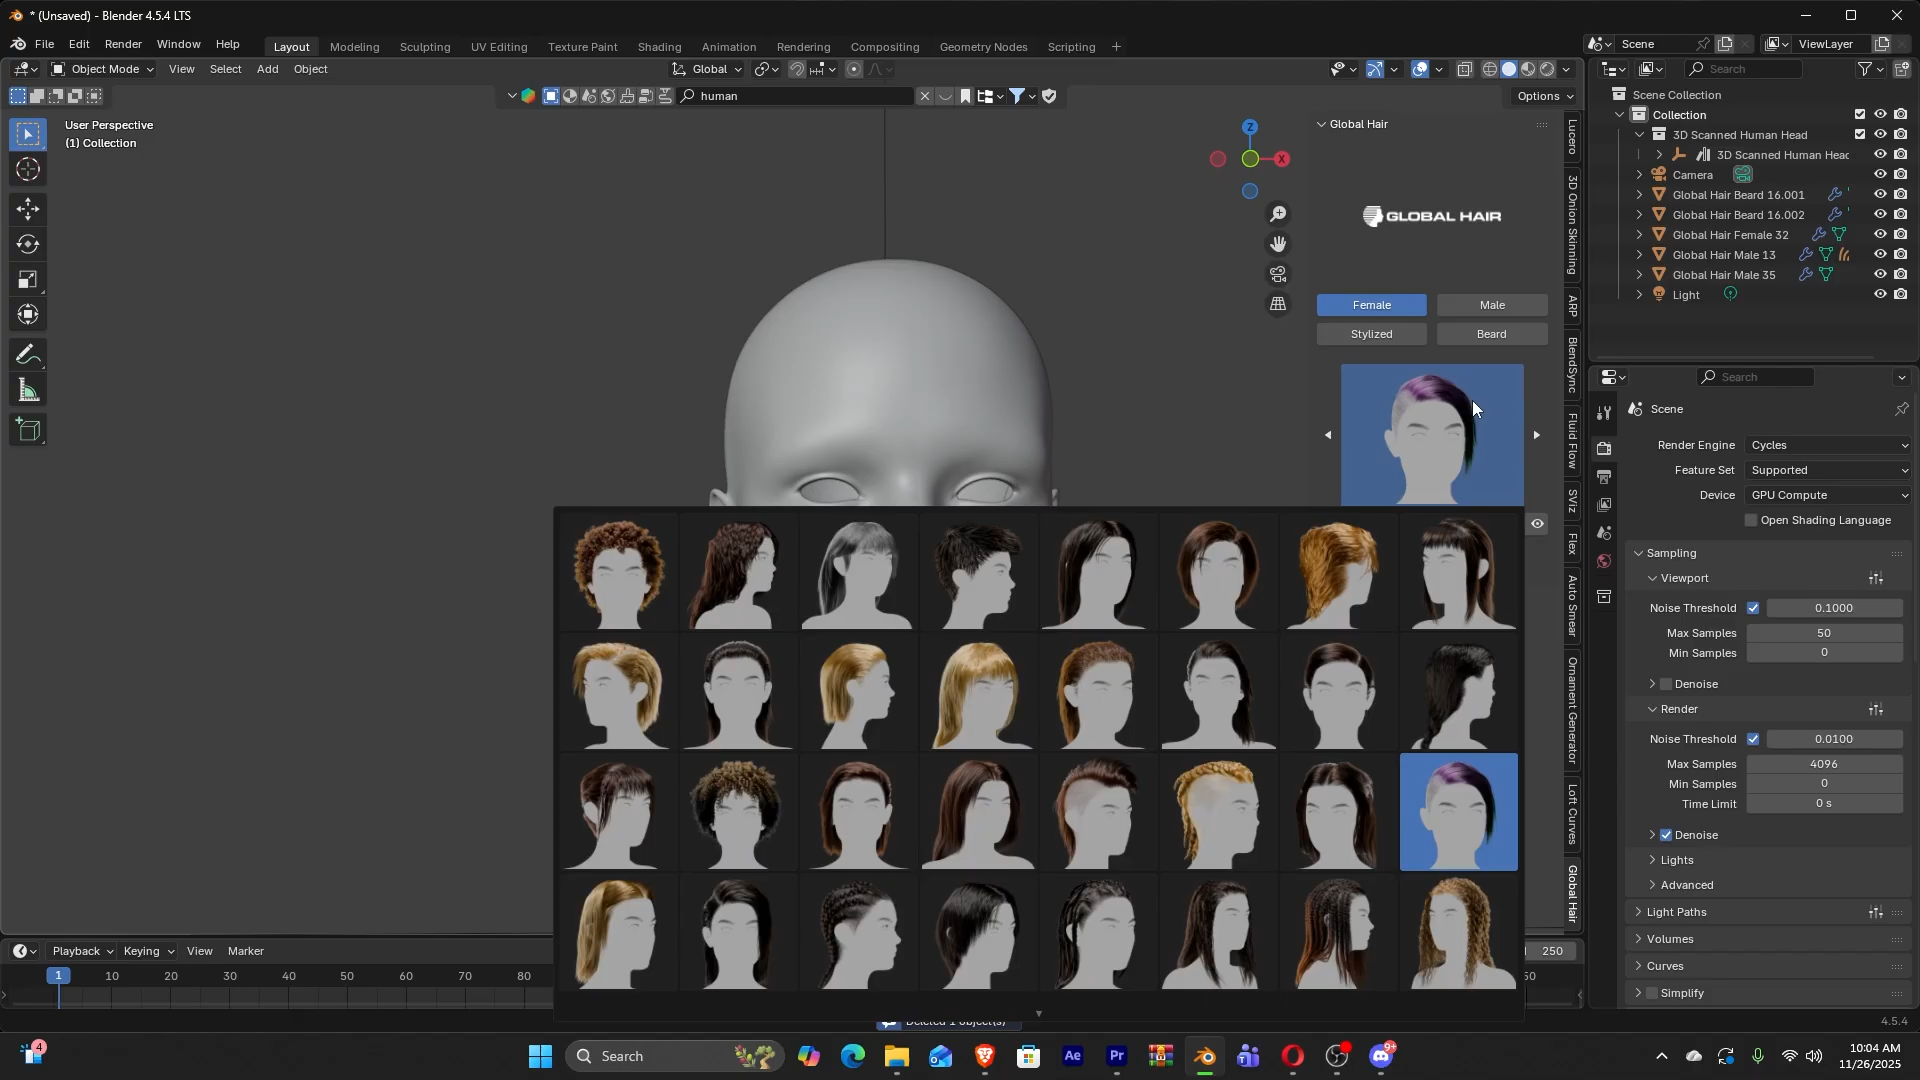 * (Unsaved) - Blender 4.5.4 LTS
File Edit Render Window Help
Layout Modeling Sculpting UV Editing Texture Paint Shading Animation Rendering Compositing Geometry Nodes Scripting +
Scene
ViewLayer
Object Mode View Select Add Object
Global
Search
human
Options
User Perspective
(1) Collection
Z
X
Global Hair
GLOBAL HAIR
Female Male
Stylized Beard
Lucero
3D Onion Skinning
ARP
BlendSync
Fluid Flow
SViz
Flex
Auto Smear
Ornament Generator
Loft Curves
Global Hair
Scene Collection
Collection
3D Scanned Human Head
3D Scanned Human Head
Camera
Global Hair Beard 16.001
Global Hair Beard 16.002
Global Hair Female 32
Global Hair Male 13
Global Hair Male 35
Light
Search
Scene
Render Engine Cycles
Feature Set Supported
Device GPU Compute
Open Shading Language
Sampling
Viewport
Noise Threshold 0.1000
Max Samples 50
Min Samples 0
Denoise
Render
Noise Threshold 0.0100
Max Samples 4096
Min Samples 0
Time Limit 0 s
Denoise
Lights
Advanced
Light Paths
Volumes
Curves
Simplify
Playback Keying View Marker
250
1 10 20 30 40 50 60 70 80
50
Deleted 1 object(s)
4.5.4
4
Search
Ae
Pr
9+
10:04 AM
11/26/2025